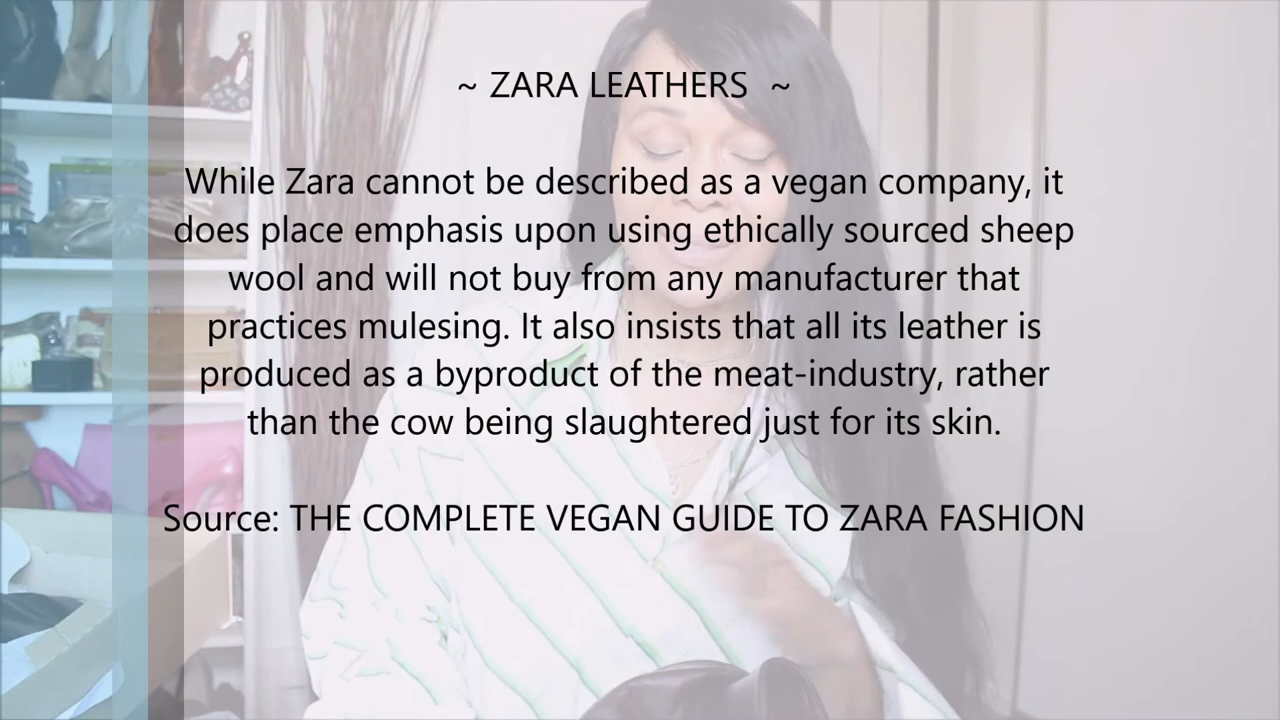 ~ ZARA LEATHERS ~
While Zara cannot be described as a vegan company, it
does place emphasis upon using ethically sourced sheep
wool and will not buy from any manufacturer that
practices mulesing. It also insists that all its leather is
produced as a byproduct of the meat-industry, rather
than the cow being slaughtered just for its skin.
Source: THE COMPLETE VEGAN GUIDE TO ZARA FASHION